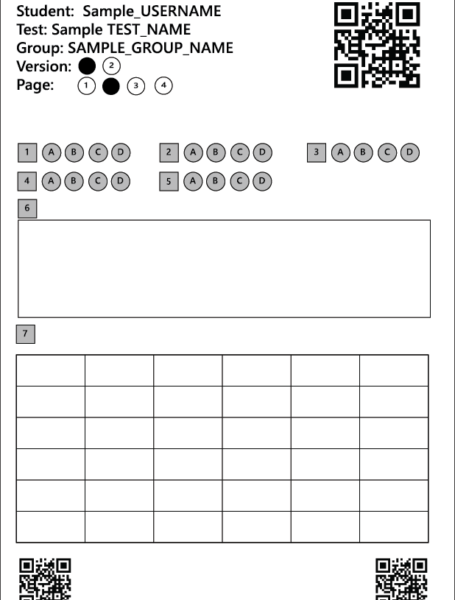 Student: Sample_USERNAME
Test: Sample TEST_NAME
Group: SAMPLE_GROUP_NAME
Version: 2
Page: 1 3 4
1 A B C D 2 A B C D 3 A B C D
4 A B C D 5 A B C D
6
7